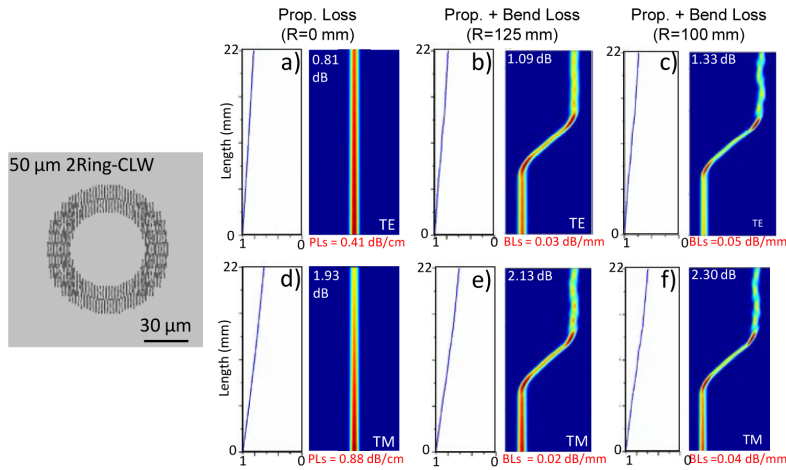 Prop. Loss
(R=0 mm)
Prop. + Bend Loss
(R=125 mm)
Prop. + Bend Loss
(R=100 mm)
50 μm 2Ring-CLW
30 μm
Length (mm)
22
0
1
0
a)
0.81
dB
TE
PLs = 0.41 dB/cm
22
0
1
0
b)
1.09 dB
TE
BLs = 0.03 dB/mm
22
0
1
0
c)
1.33 dB
TE
BLs =0.05 dB/mm
Length (mm)
22
0
1
0
d)
1.93
dB
TM
PLs = 0.88 dB/cm
22
0
1
0
e)
2.13 dB
TM
BLs = 0.02 dB/mm
22
0
1
0
f)
2.30 dB
TM
BLs = 0.04 dB/mm